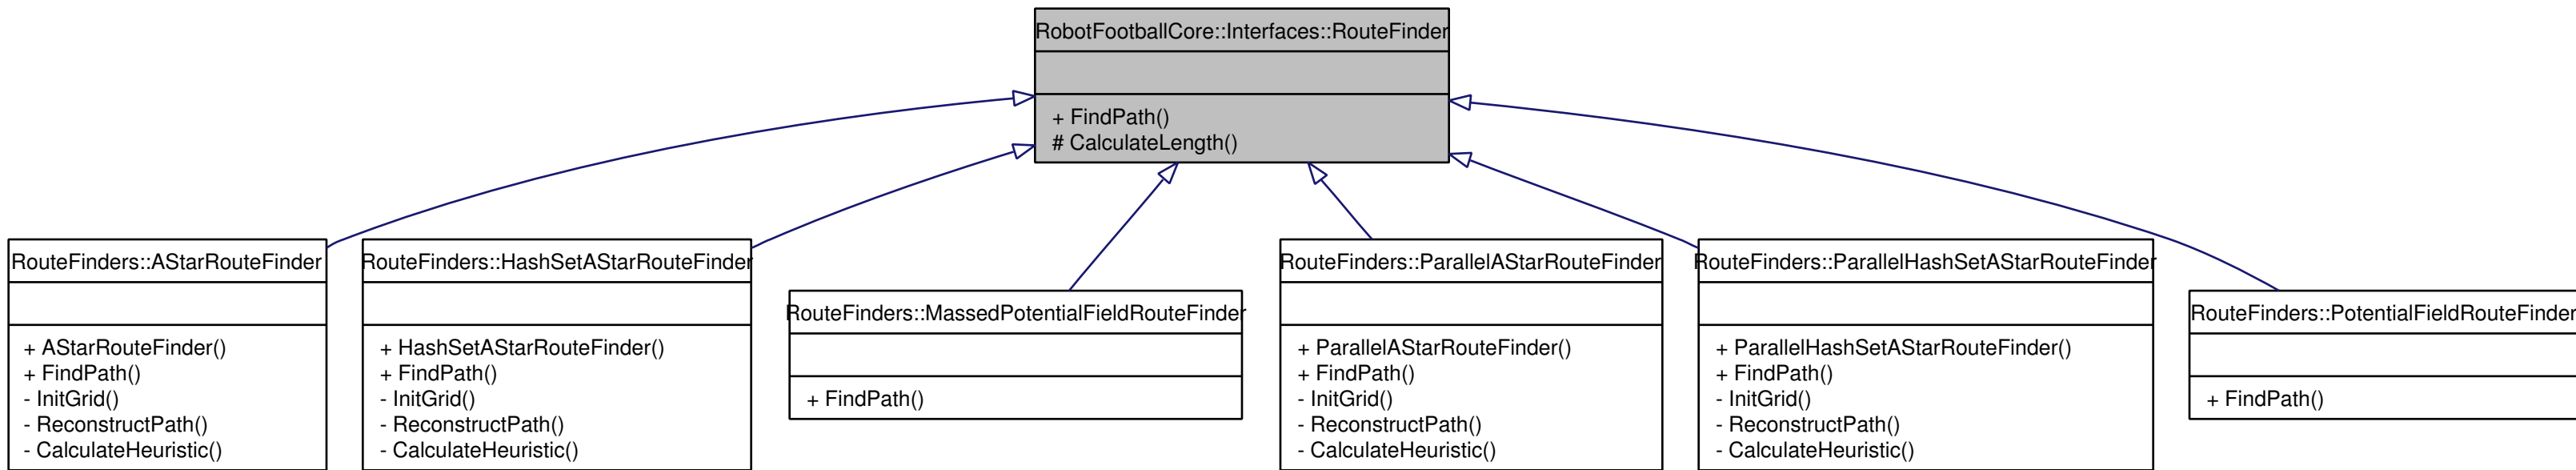 RobotFootballCore::Interfaces::RouteFinder
+ FindPath()
# CalculateLength()
RouteFinders::AStarRouteFinder
+ AStarRouteFinder()
+ FindPath()
- InitGrid()
- ReconstructPath()
- CalculateHeuristic()
RouteFinders::HashSetAStarRouteFinder
+ HashSetAStarRouteFinder()
+ FindPath()
- InitGrid()
- ReconstructPath()
- CalculateHeuristic()
RouteFinders::MassedPotentialFieldRouteFinder
+ FindPath()
RouteFinders::ParallelAStarRouteFinder
+ ParallelAStarRouteFinder()
+ FindPath()
- InitGrid()
- ReconstructPath()
- CalculateHeuristic()
RouteFinders::ParallelHashSetAStarRouteFinder
+ ParallelHashSetAStarRouteFinder()
+ FindPath()
- InitGrid()
- ReconstructPath()
- CalculateHeuristic()
RouteFinders::PotentialFieldRouteFinder
+ FindPath()